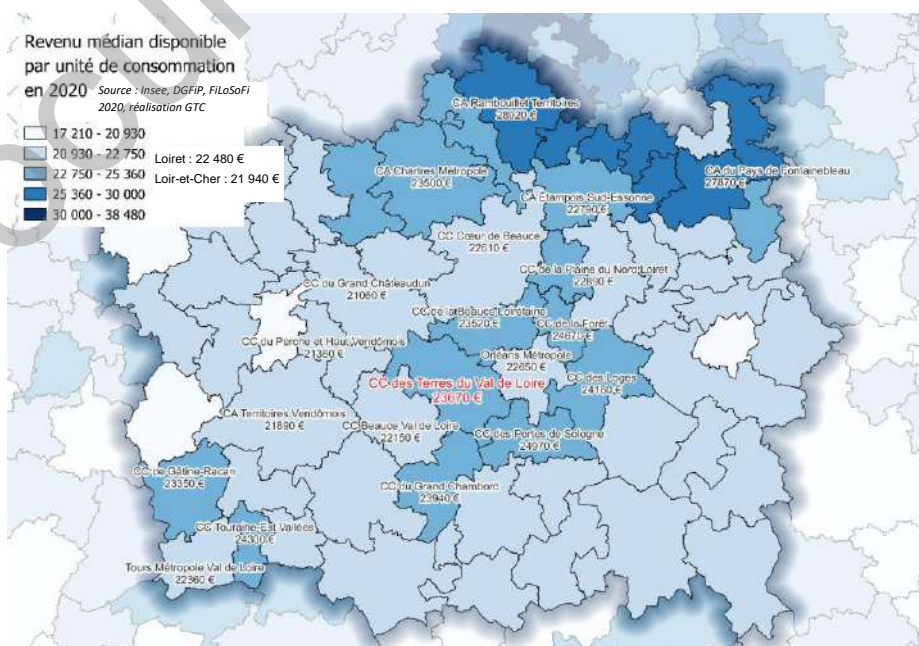 Revenu médian disponible
par unité de consommation
en 2020
Source : Insee, DGFiP, FiLoSoFi
2020, réalisation GTC
17 210 - 20 930
20 930 - 22 750
22 750 - 25 360
25 360 - 30 000
30 000 - 38 480
Loiret : 22 480 €
Loir-et-Cher : 21 940 €
CA Rambouillet Territoires
28920 €
CA Chartres Métropole
23500 €
CA du Pays de Fontainebleau
27870 €
CA Étampois Sud-Essonne
22790 €
CC Cœur de Beauce
22610 €
CC de la Plaine du Nord Loiret
22890 €
CC du Grand Châteaudun
21060 €
CC de la Beauce Loirétaine
23520 €
CC de la Forêt
24670 €
CC du Perche et Haut Vendômois
21360 €
Orléans Métropole
22650 €
CC des Loges
24160 €
CC des Terres du Val de Loire
23670 €
CA Territoires Vendômois
21890 €
CC Beauce Val de Loire
22150 €
CC des Portes de Sologne
24970 €
CC de Gâtine-Racan
23350 €
CC du Grand Chambord
23940 €
CC Touraine-Est Vallées
24300 €
Tours Métropole Val de Loire
22360 €